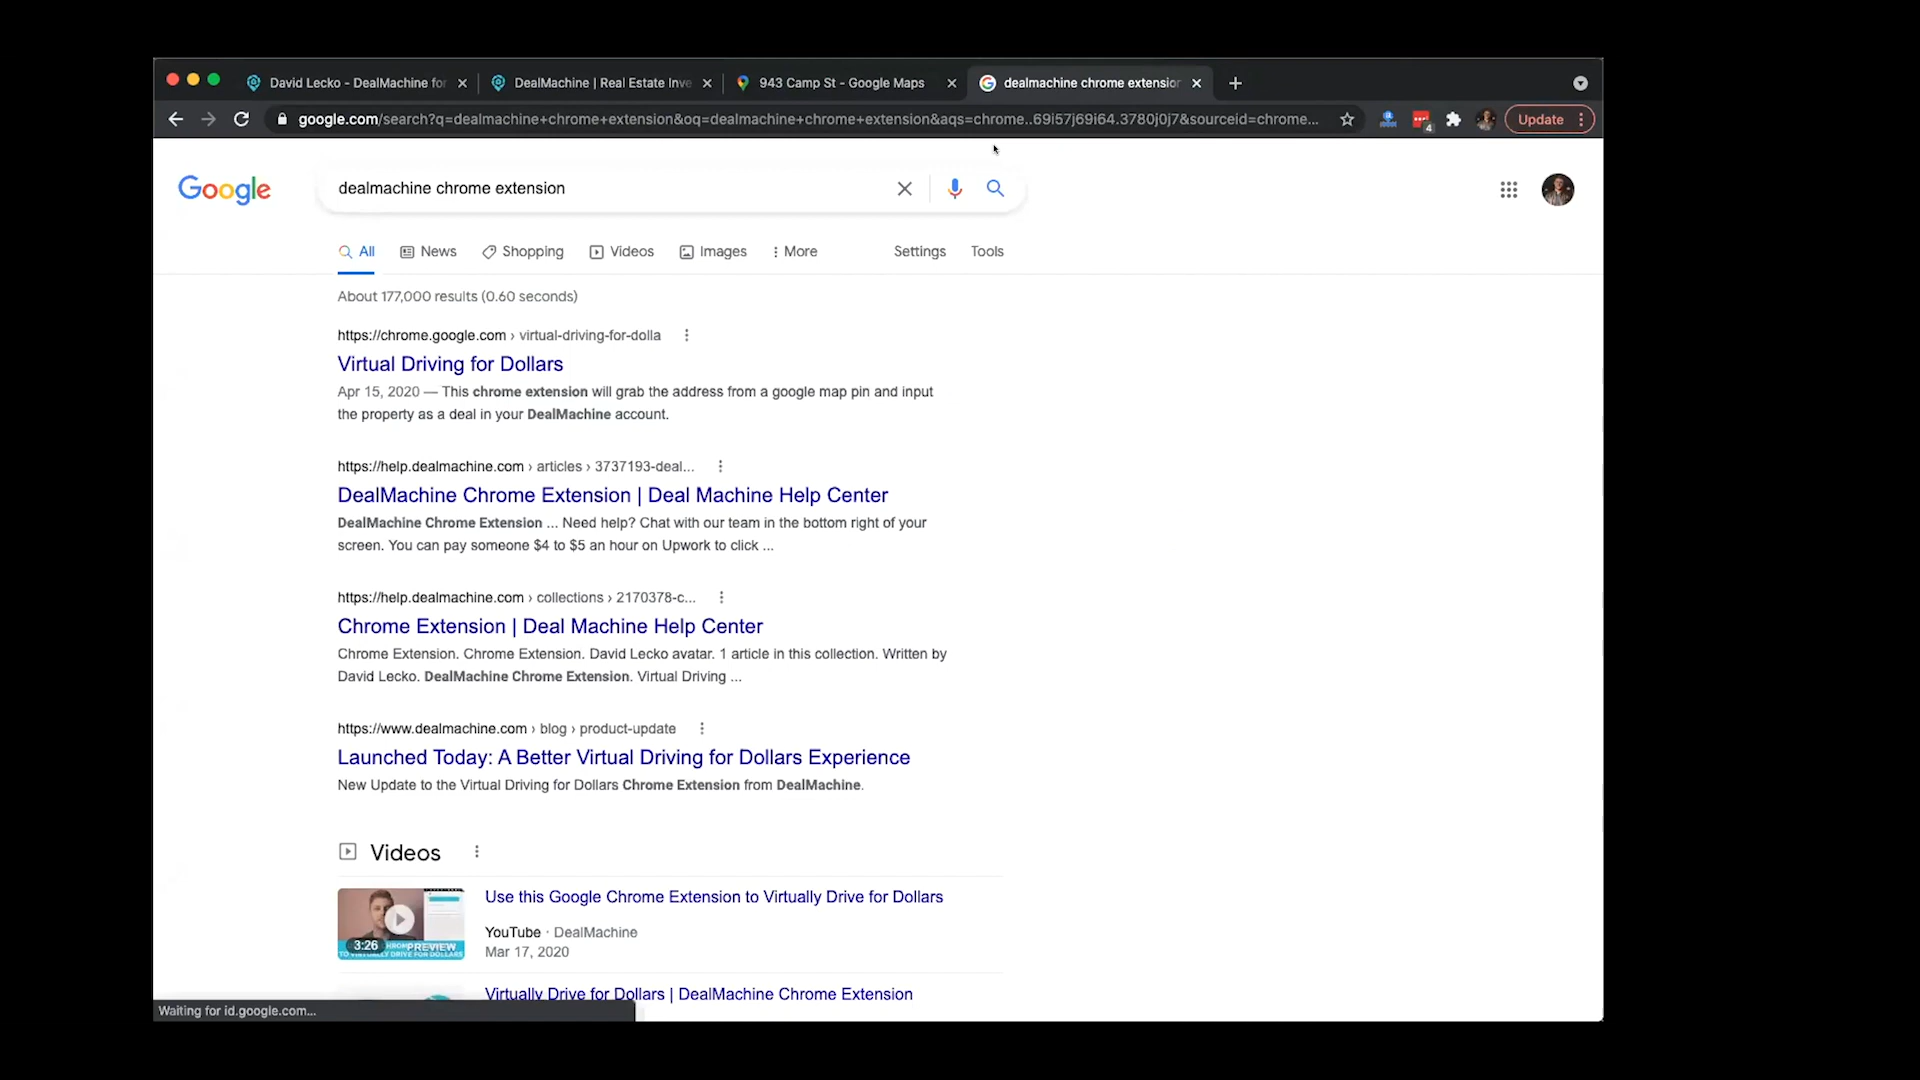 David Lecko - DealMachine for
DealMachine | Real Estate Inve
943 Camp St - Google Maps
dealmachine chrome extension
google.com/search?q=dealmachine+chrome+extension&oq=dealmachine+chrome+extension&aqs=chrome..69i57j69i64.3780j0j7&sourceid=chrome...
4
Update
Google
dealmachine chrome extension
All
News
Shopping
Videos
Images
More
Settings
Tools
About 177,000 results (0.60 seconds)
https://chrome.google.com › virtual-driving-for-dolla
Virtual Driving for Dollars
Apr 15, 2020 — This chrome extension will grab the address from a google map pin and input
the property as a deal in your DealMachine account.
https://help.dealmachine.com › articles › 3737193-deal...
DealMachine Chrome Extension | Deal Machine Help Center
DealMachine Chrome Extension ... Need help? Chat with our team in the bottom right of your
screen. You can pay someone $4 to $5 an hour on Upwork to click ...
https://help.dealmachine.com › collections › 2170378-c...
Chrome Extension | Deal Machine Help Center
Chrome Extension. Chrome Extension. David Lecko avatar. 1 article in this collection. Written by
David Lecko. DealMachine Chrome Extension. Virtual Driving ...
https://www.dealmachine.com › blog › product-update
Launched Today: A Better Virtual Driving for Dollars Experience
New Update to the Virtual Driving for Dollars Chrome Extension from DealMachine.
Videos
3:26
PREVIEW
TO VIRTUALLY DRIVE FOR DOLLARS
Use this Google Chrome Extension to Virtually Drive for Dollars
YouTube · DealMachine
Mar 17, 2020
Virtually Drive for Dollars | DealMachine Chrome Extension
Waiting for id.google.com...